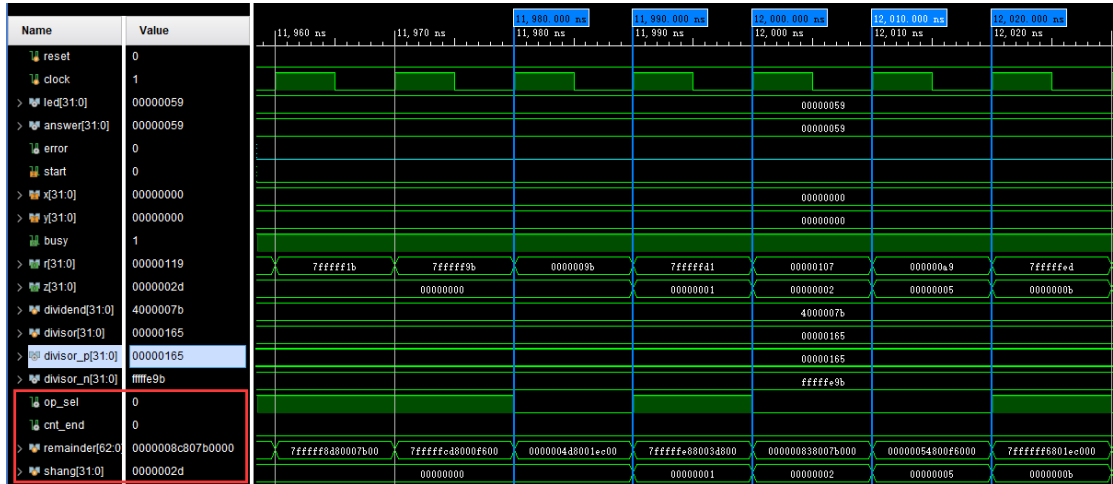 Name Value
11,980.000 ns 11,990.000 ns 12,000.000 ns 12,010.000 ns 12,020.000 ns
11,960 ns 11,970 ns 11,980 ns 11,990 ns 12,000 ns 12,010 ns 12,020 ns
reset 0
clock 1
led[31:0] 00000059 00000059
answer[31:0] 00000059 00000059
error 0
start 0
x[31:0] 00000000 00000000
y[31:0] 00000000 00000000
busy 1
r[31:0] 00000119 7fffff1b 7fffff9b 0000009b 7fffffd1 00000107 000000a9 7fffffed
z[31:0] 0000002d 00000000 00000001 00000002 00000005 0000000b
dividend[31:0] 4000007b 4000007b
divisor[31:0] 00000165 00000165
divisor_p[31:0] 00000165 00000165
divisor_n[31:0] fffffe9b fffffe9b
op_sel 0
cnt_end 0
remainder[62:0 0000008c807b0000 7fffff8d80007b00 7fffffcd8000f600 0000004d8001ec00 7fffffe88003d800 000000838007b000 00000054800f6000 7ffffff6801ec000
shang[31:0] 0000002d 00000000 00000001 00000002 00000005 0000000b